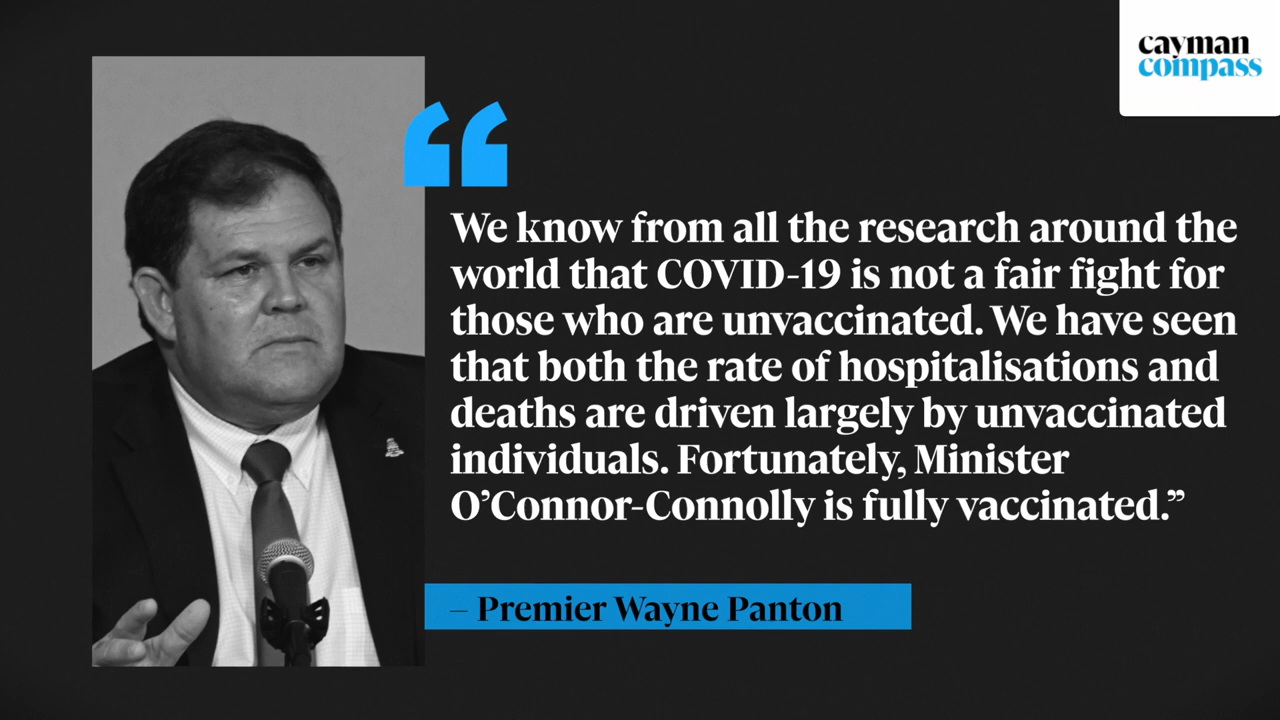 cayman
compass
“
We know from all the research around the
world that COVID-19 is not a fair fight for
those who are unvaccinated. We have seen
that both the rate of hospitalisations and
deaths are driven largely by unvaccinated
individuals. Fortunately, Minister
O’Connor-Connolly is fully vaccinated.”
– Premier Wayne Panton